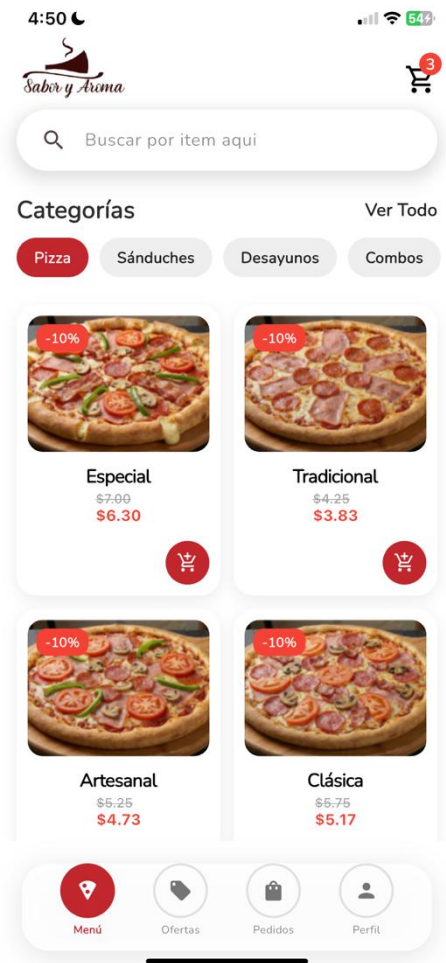 4:50
54
Sabor y Aroma
3
Buscar por item aqui
Categorías
Ver Todo
Pizza
Sánduches
Desayunos
Combos
-10%
-10%
Especial
Tradicional
$7.00
$4.25
$6.30
$3.83
-10%
-10%
Artesanal
Clásica
$5.25
$5.75
$4.73
$5.17
Menú
Ofertas
Pedidos
Perfil